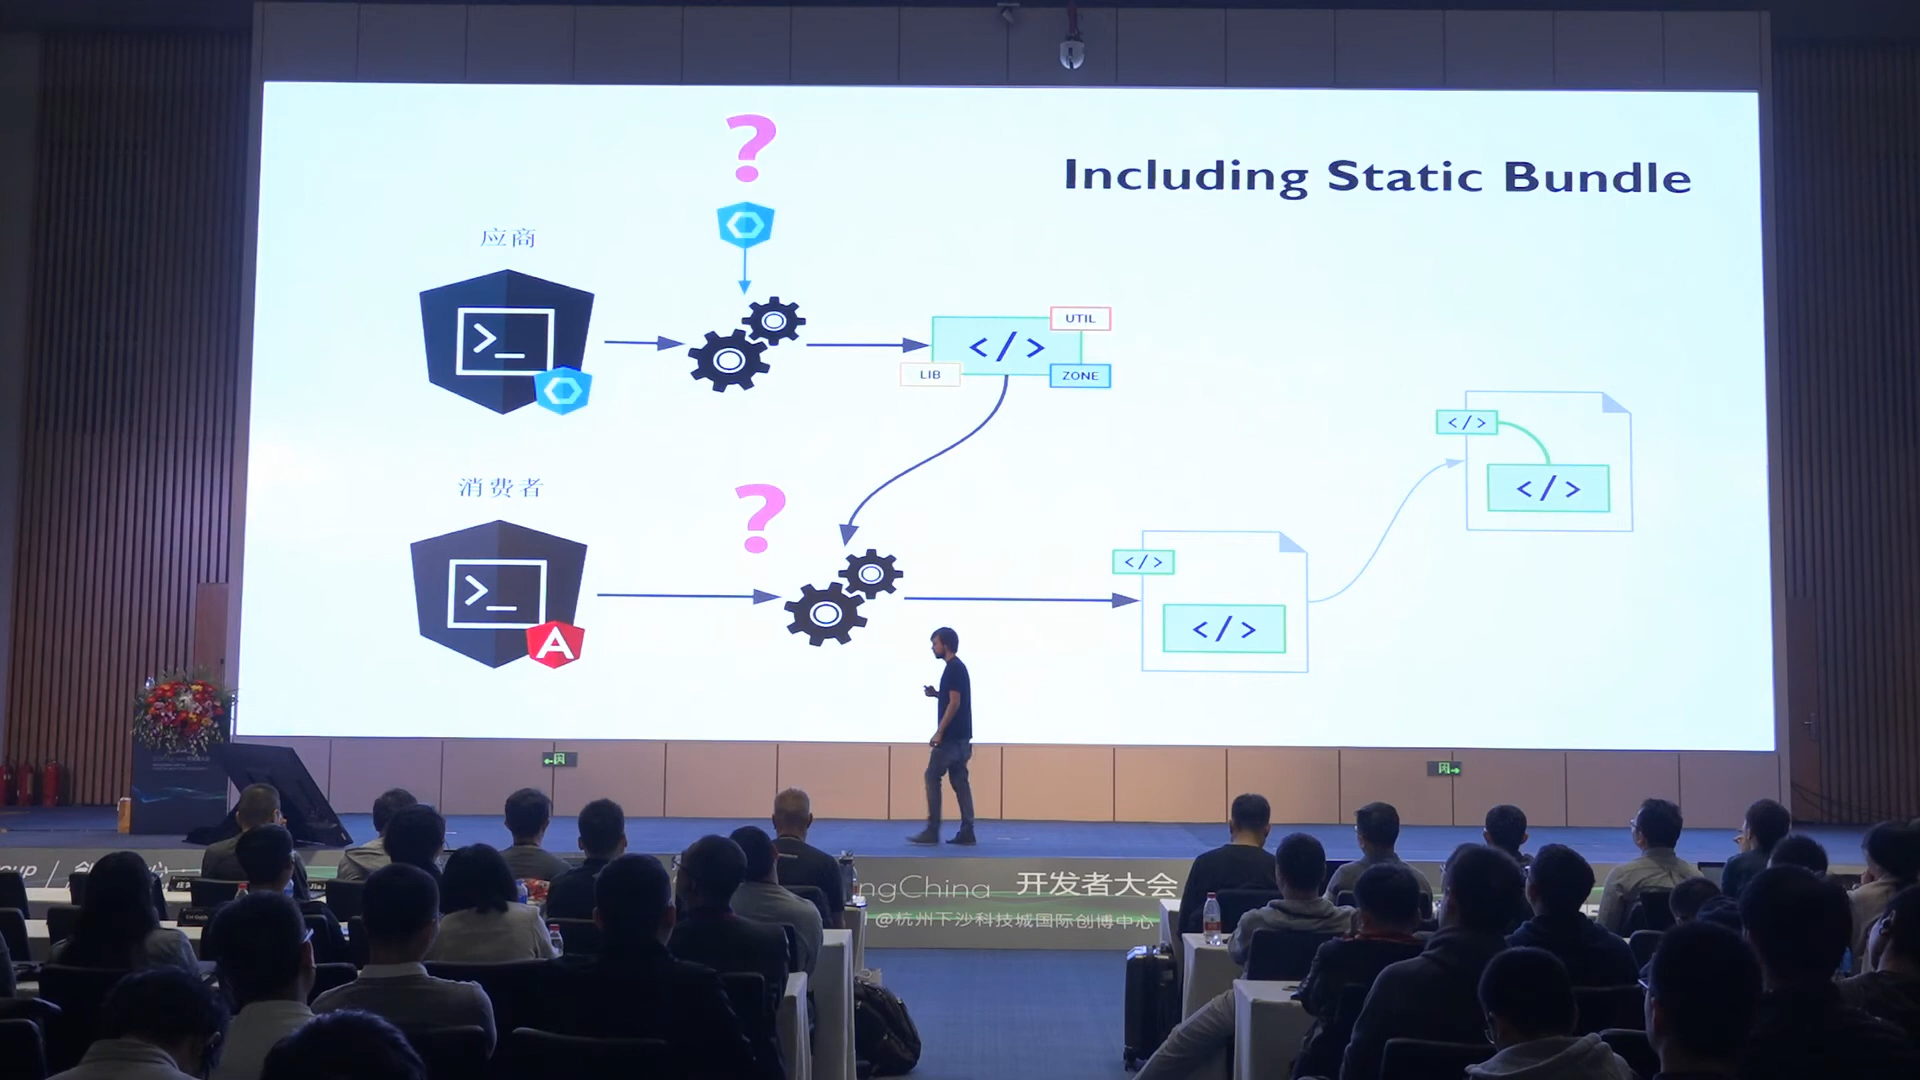 Including Static Bundle
应商
>_
UTIL
</>
LIB
ZONE
</>
</>
消费者
>_
A
</>
</>
ngChina 开发者大会
@杭州下沙科技城国际创博中心